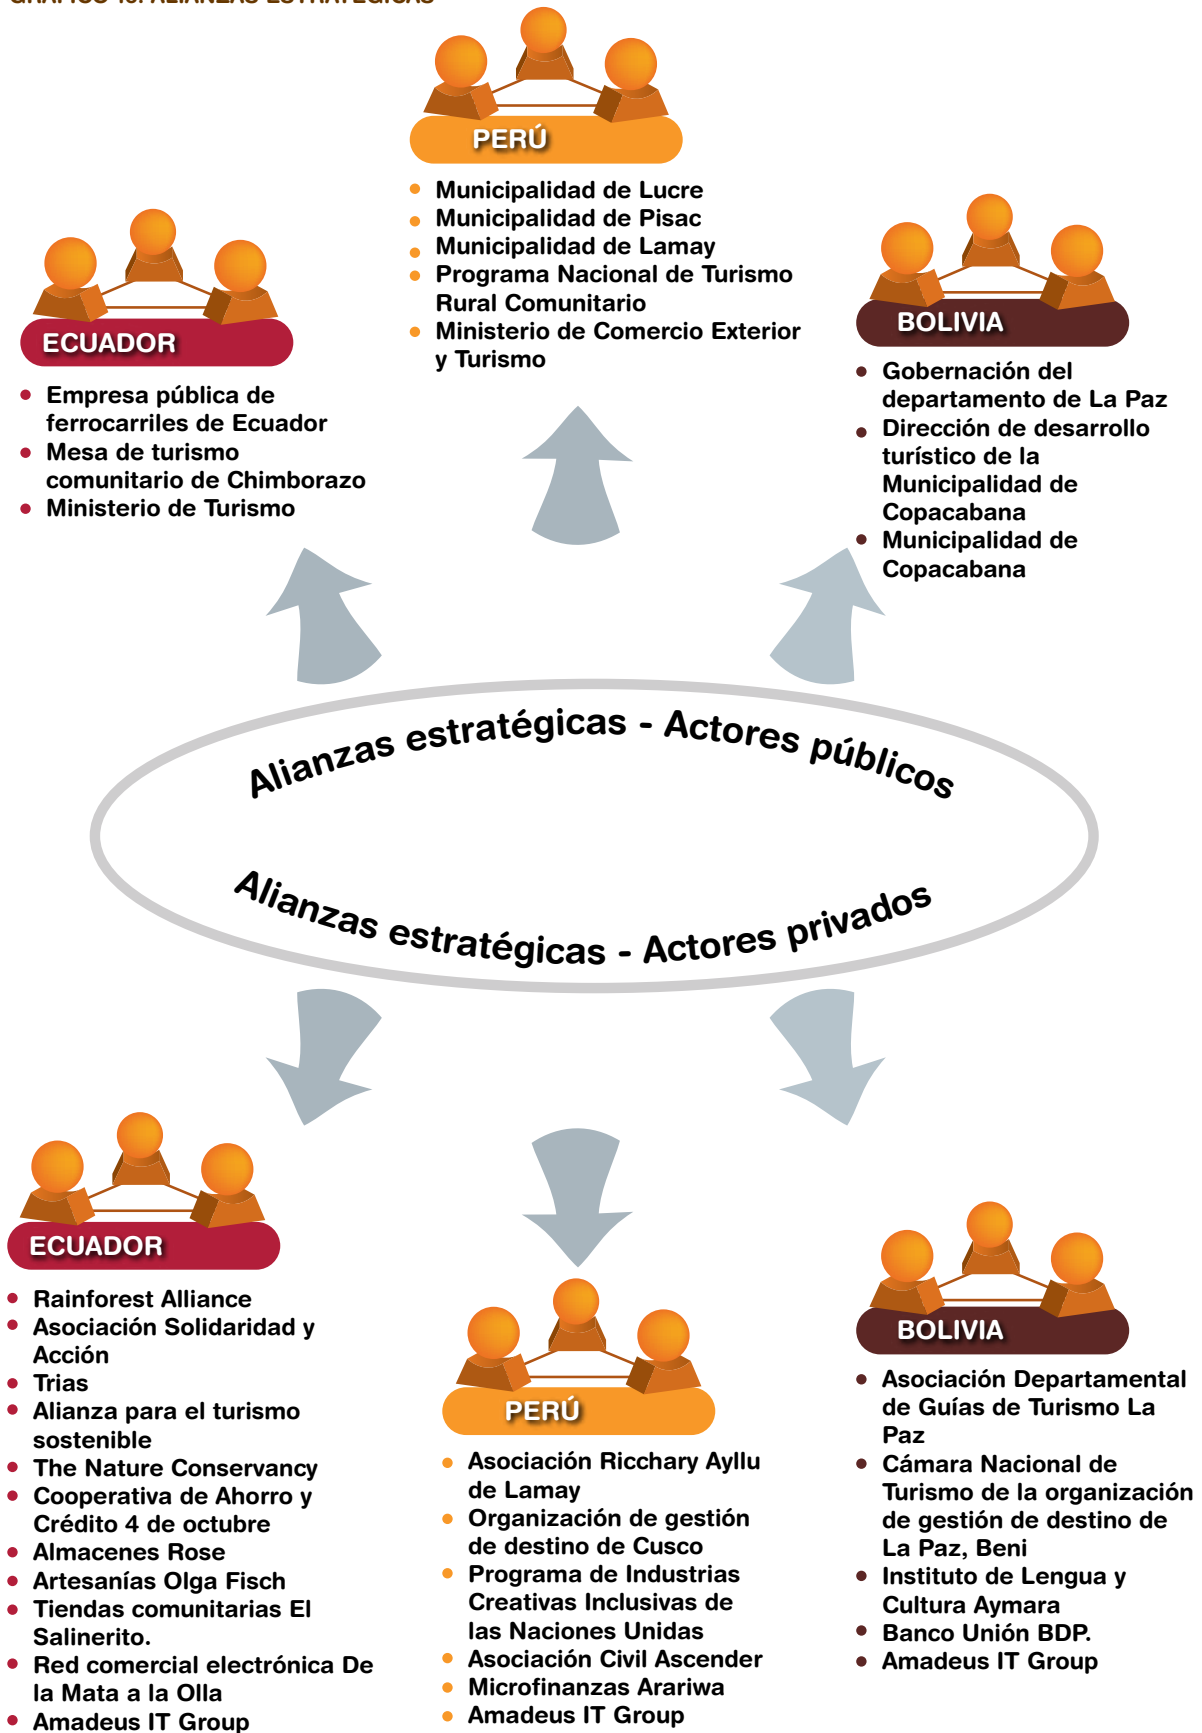 GRÁFICO 13. ALIANZAS ESTRATÉGICAS
PERÚ
Municipalidad de Lucre
Municipalidad de Pisac
Municipalidad de Lamay
Programa Nacional de Turismo
Rural Comunitario
Ministerio de Comercio Exterior
y Turismo
ECUADOR
Empresa pública de
ferrocarriles de Ecuador
Mesa de turismo
comunitario de Chimborazo
Ministerio de Turismo
BOLIVIA
Gobernación del
departamento de La Paz
Dirección de desarrollo
turístico de la
Municipalidad de
Copacabana
Municipalidad de
Copacabana
Alianzas estratégicas - Actores públicos
Alianzas estratégicas - Actores privados
ECUADOR
Rainforest Alliance
Asociación Solidaridad y
Acción
Trias
Alianza para el turismo
sostenible
The Nature Conservancy
Cooperativa de Ahorro y
Crédito 4 de octubre
Almacenes Rose
Artesanías Olga Fisch
Tiendas comunitarias El
Salinerito.
Red comercial electrónica De
la Mata a la Olla
Amadeus IT Group
PERÚ
Asociación Ricchary Ayllu
de Lamay
Organización de gestión
de destino de Cusco
Programa de Industrias
Creativas Inclusivas de
las Naciones Unidas
Asociación Civil Ascender
Microfinanzas Arariwa
Amadeus IT Group
BOLIVIA
Asociación Departamental
de Guías de Turismo La
Paz
Cámara Nacional de
Turismo de la organización
de gestión de destino de
La Paz, Beni
Instituto de Lengua y
Cultura Aymara
Banco Unión BDP.
Amadeus IT Group